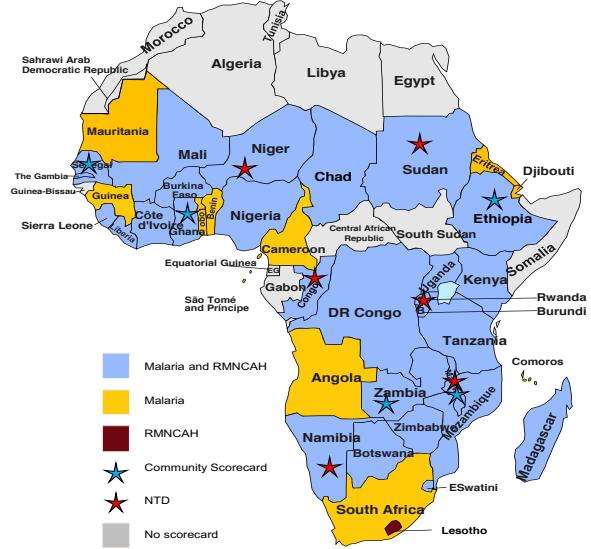 Morocco
Tunisia
Algeria
Libya
Egypt
Sahrawi Arab
Democratic Republic
Mauritania
Mali
Niger
Chad
Sudan
Eritrea
Djibouti
Senegal
The Gambia
Guinea-Bissau
Guinea
Sierra Leone
Liberia
Côte
d'Ivoire
Burkina
Faso
Ghana
Togo
Benin
Nigeria
Cameroon
Central African
Republic
South Sudan
Ethiopia
Somalia
Equatorial Guinea
EG
Gabon
Congo
São Tomé
and Príncipe
DR Congo
Uganda
Kenya
Rwanda
Burundi
Tanzania
Comoros
Angola
Zambia
Mozambique
Madagascar
Zimbabwe
Namibia
Botswana
South Africa
ESwatini
Lesotho
Malaria and RMNCAH
Malaria
RMNCAH
Community Scorecard
NTD
No scorecard